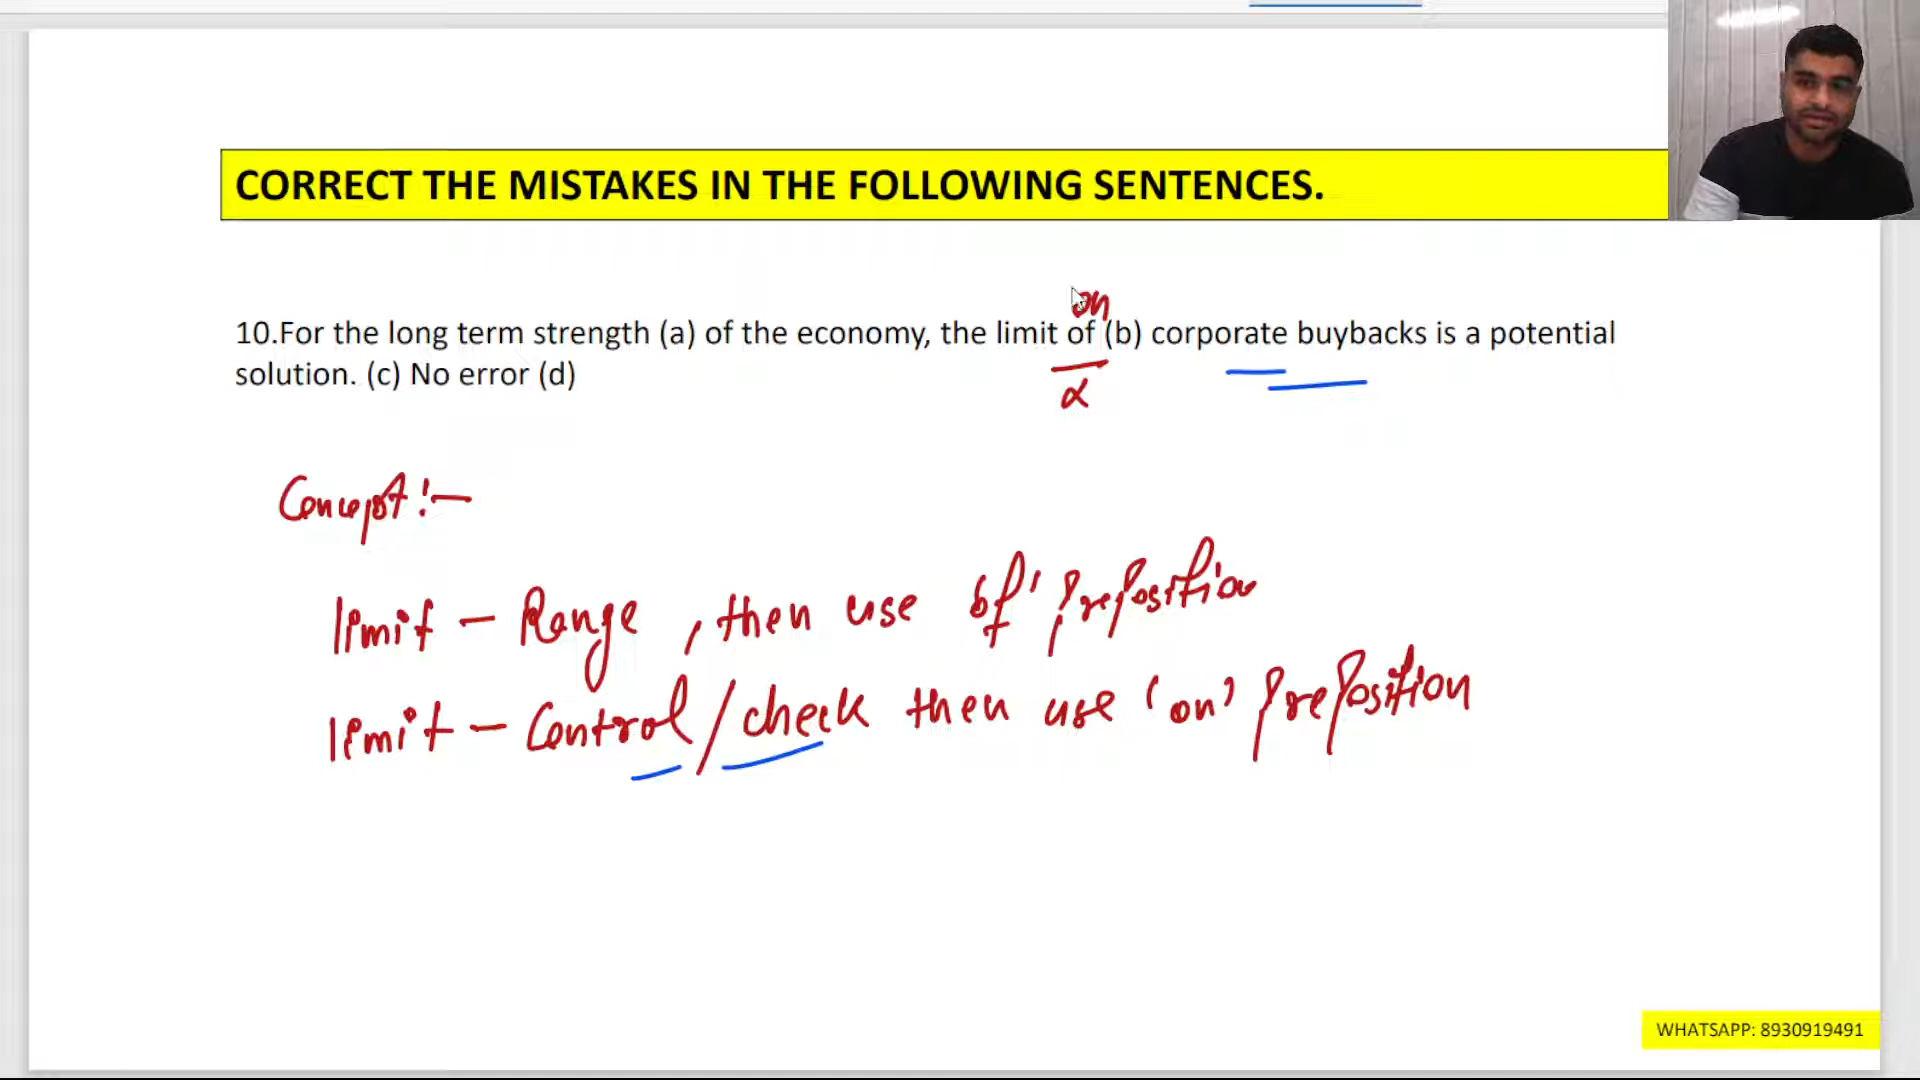 CORRECT THE MISTAKES IN THE FOLLOWING SENTENCES.
on
10.For the long term strength (a) of the economy, the limit of (b) corporate buybacks is a potential
solution. (c) No error (d)
Concept :-
limit - Range , then use 'of' preposition
limit - Control / check then use 'on' preposition
WHATSAPP: 8930919491